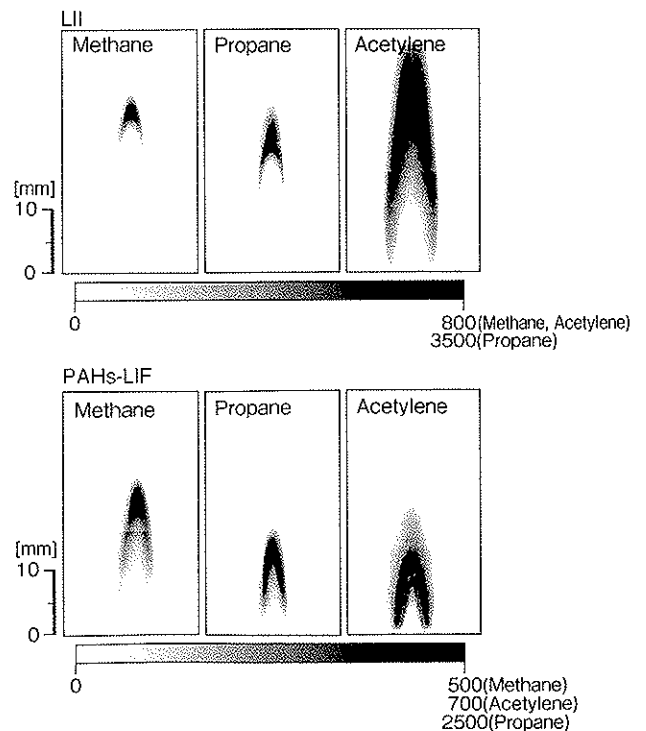 LII
Methane Propane Acetylene
[mm]
10
0
0 800(Methane, Acetylene)
3500(Propane)
PAHs-LIF
Methane Propane Acetylene
[mm]
10
0
0 500(Methane)
700(Acetylene)
2500(Propane)